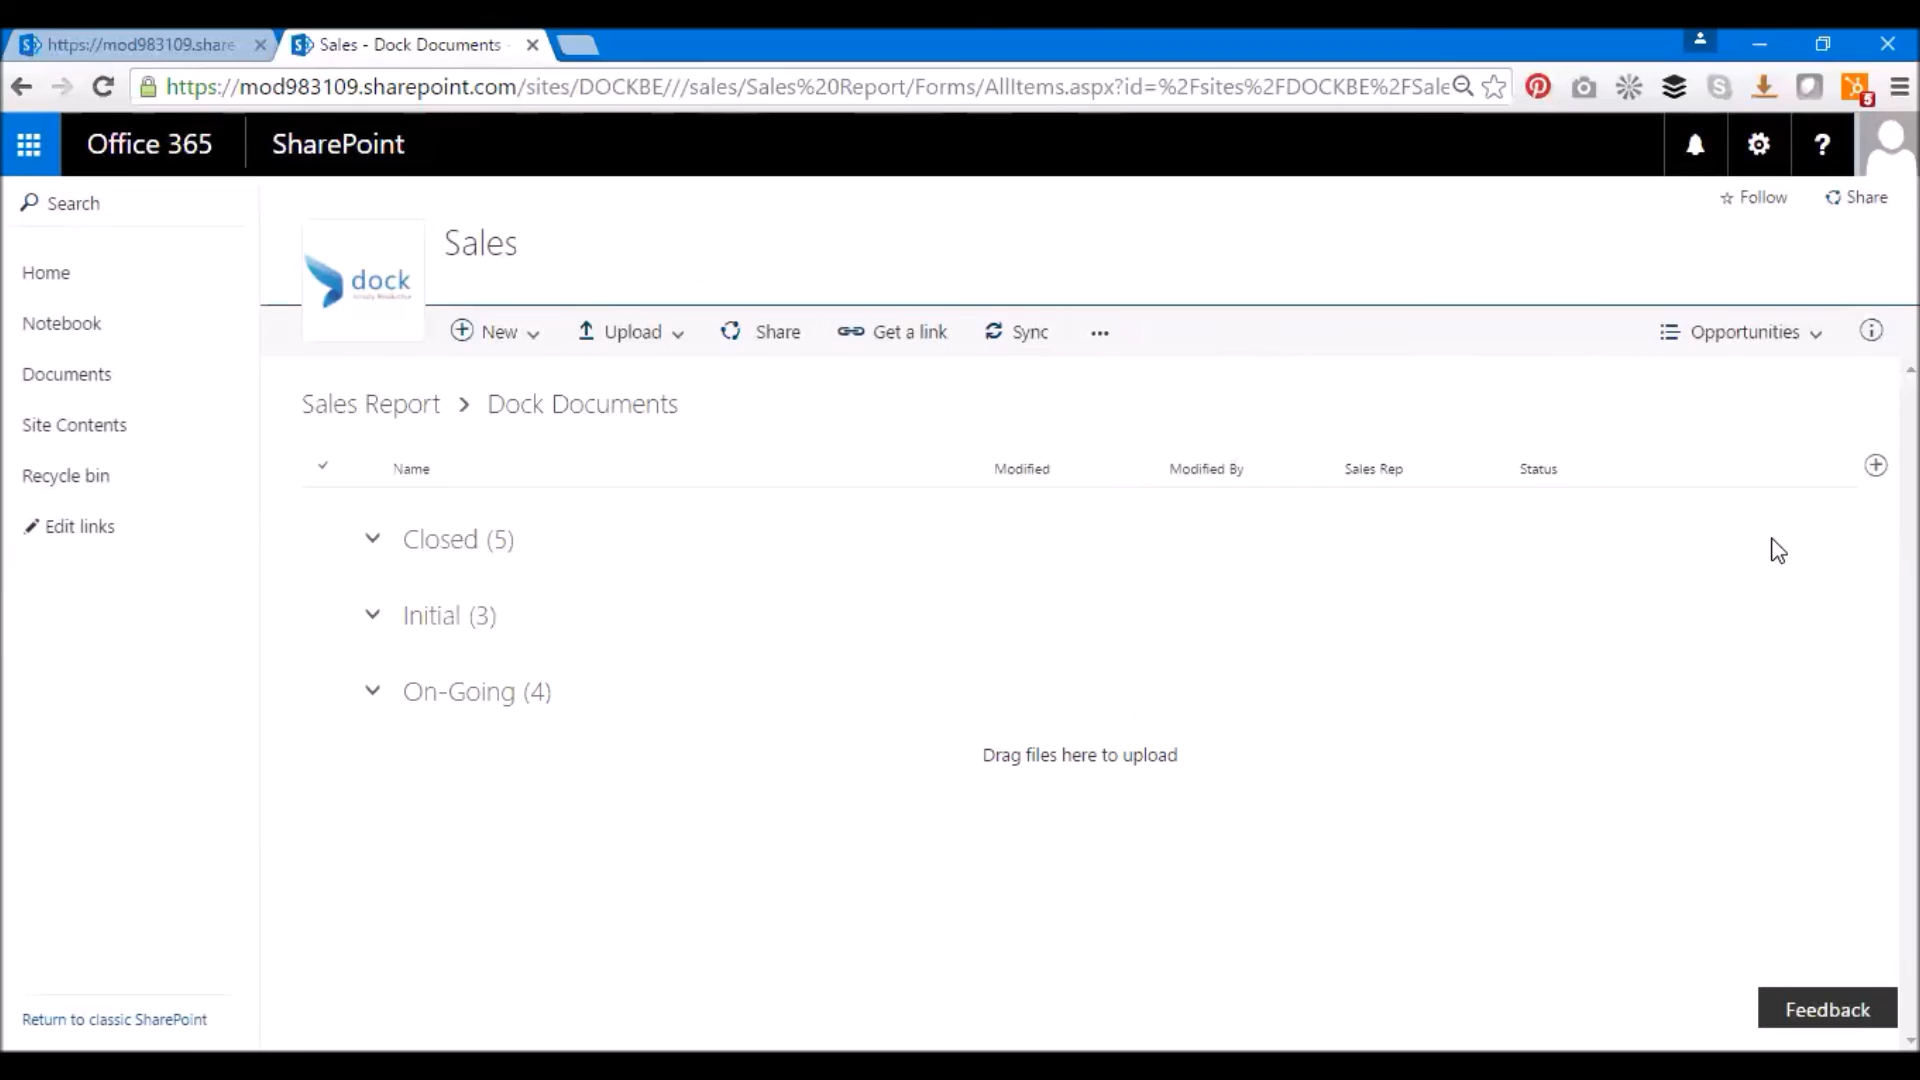 https://mod983109.share
Sales - Dock Documents -
https://mod983109.sharepoint.com/sites/DOCKBE///sales/Sales%20Report/Forms/AllItems.aspx?id=%2Fsites%2FDOCKBE%2FSale
5
Office 365
SharePoint
?
Search
Follow
Share
Sales
dock
Home
Notebook
Documents
Site Contents
Recycle bin
Edit links
New
Upload
Share
Get a link
Sync
...
Opportunities
Sales Report > Dock Documents
Name
Modified
Modified By
Sales Rep
Status
Closed (5)
Initial (3)
On-Going (4)
Drag files here to upload
Return to classic SharePoint
Feedback